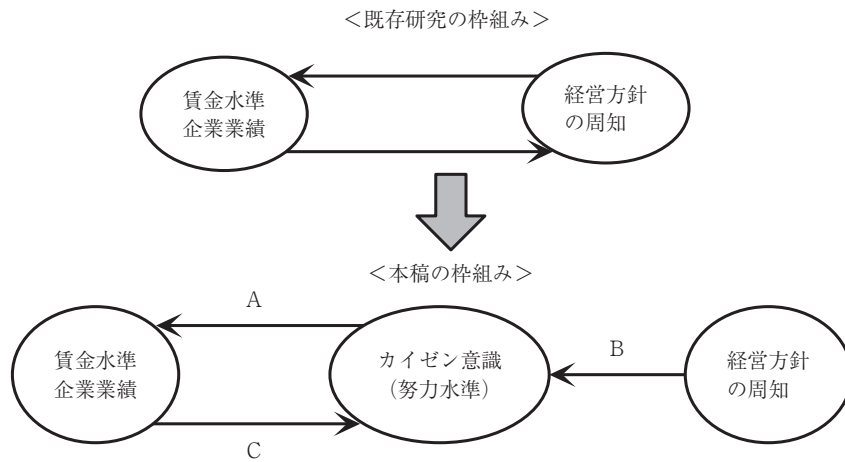 ＜既存研究の枠組み＞
賃金水準
企業業績
経営方針
の周知
＜本稿の枠組み＞
A
賃金水準
企業業績
カイゼン意識
（努力水準）
B
経営方針
の周知
C